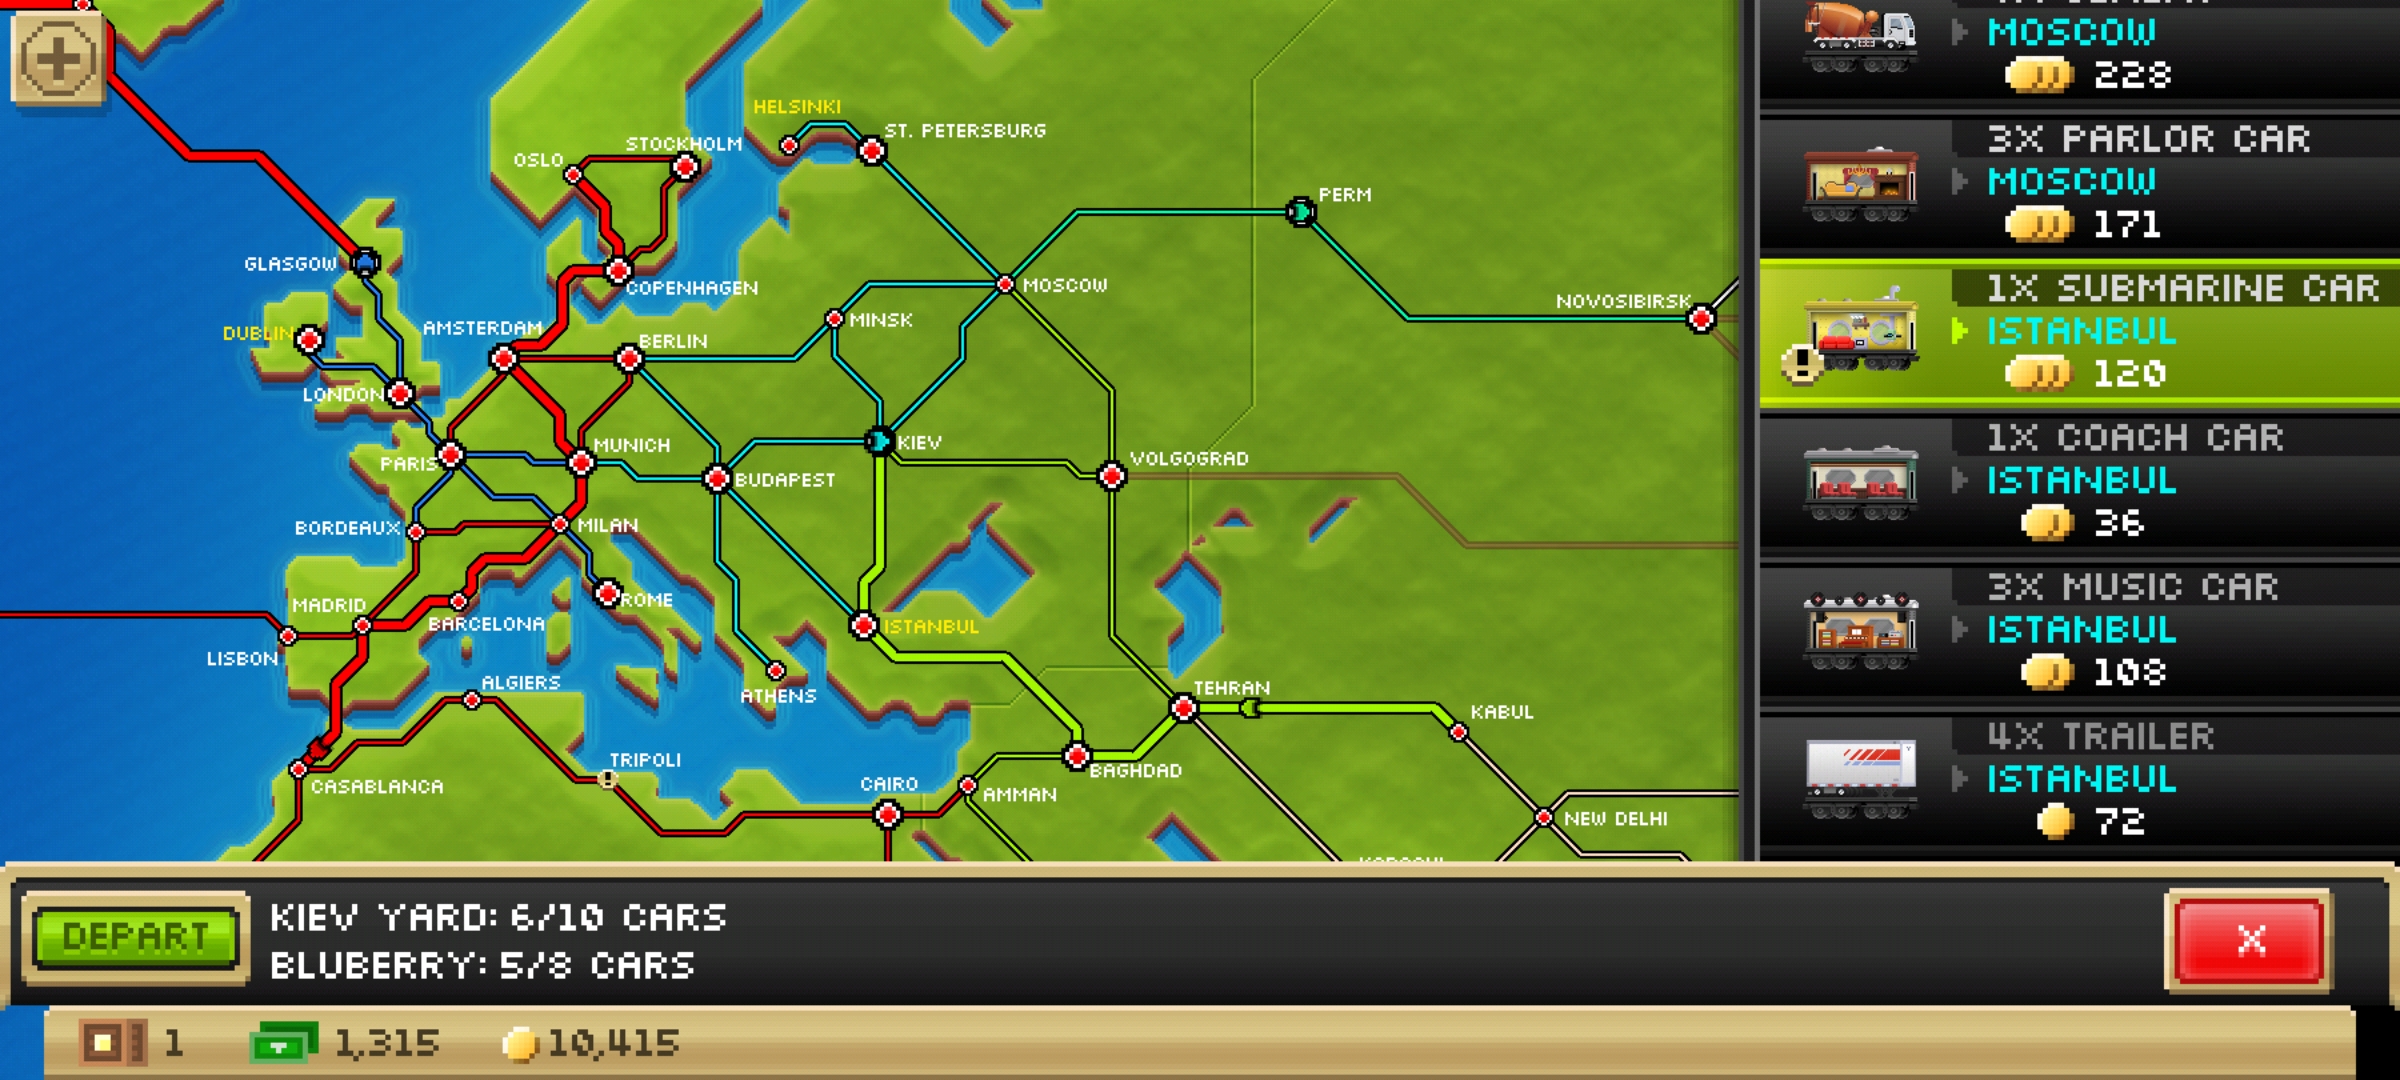 HELSINKI
ST. PETERSBURG
STOCKHOLM
OSLO
PERM
GLASGOW
COPENHAGEN
MOSCOW
NOVOSIBIRSK
DUBLIN
AMSTERDAM
BERLIN
MINSK
LONDON
PARIS
MUNICH
KIEV
BUDAPEST
VOLGOGRAD
BORDEAUX
MILAN
MADRID
ROME
BARCELONA
ISTANBUL
LISBON
ALGIERS
ATHENS
TEHRAN
KABUL
TRIPOLI
CASABLANCA
CAIRO
AMMAN
BAGHDAD
NEW DELHI
MOSCOW
228
3X PARLOR CAR
MOSCOW
171
1X SUBMARINE CAR
ISTANBUL
120
1X COACH CAR
ISTANBUL
36
3X MUSIC CAR
ISTANBUL
108
4X TRAILER
ISTANBUL
72
DEPART
KIEV YARD: 6/10 CARS
BLUBERRY: 5/8 CARS
X
1
1,315
10,415